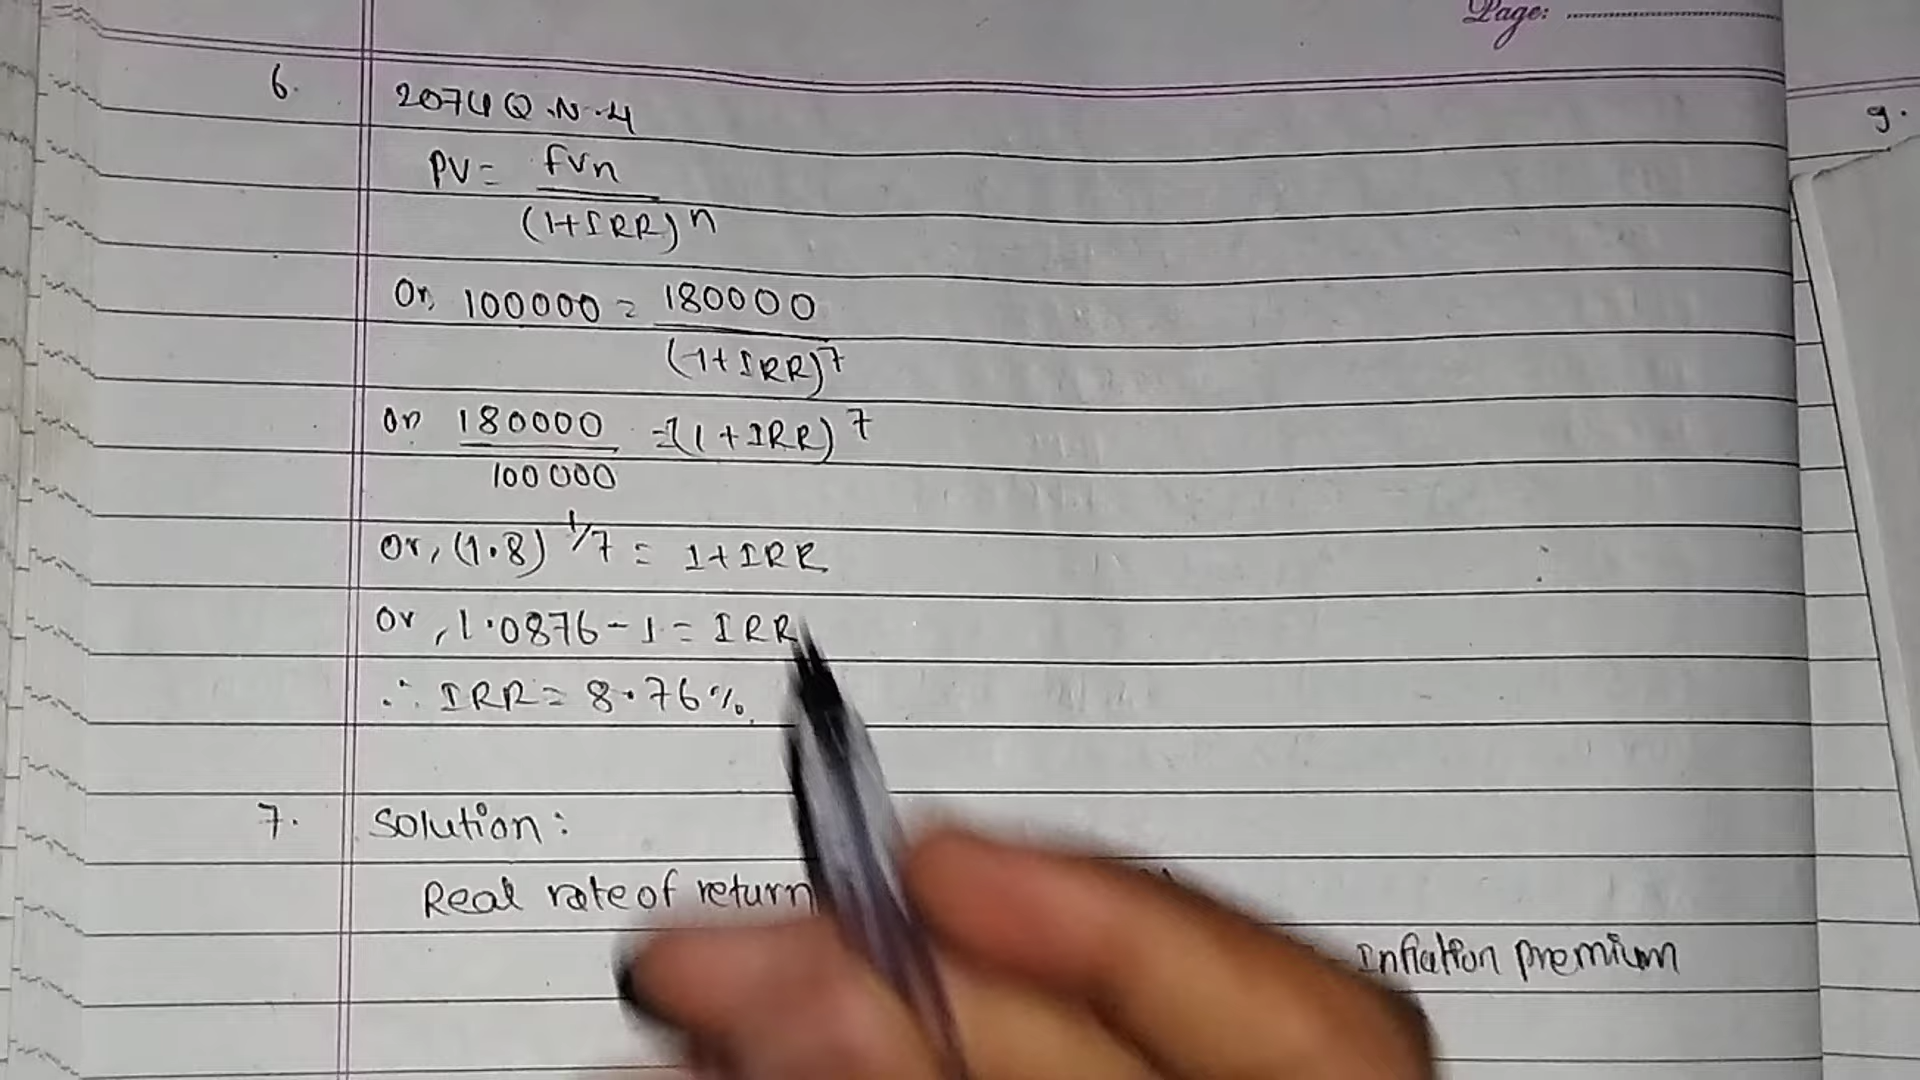 Page:
6. 2074 Q.N.4
PV = FVn
(1+IRR)^n
Or, 100000 = 180000
(1+IRR)^7
or 180000 = (1+IRR)^7
100000
Or, (1.8)^1/7 = 1+IRR
Or, 1.0876-1 = IRR
∴ IRR = 8.76%
9.
7. Solution:
Real rate of return
Inflation premium